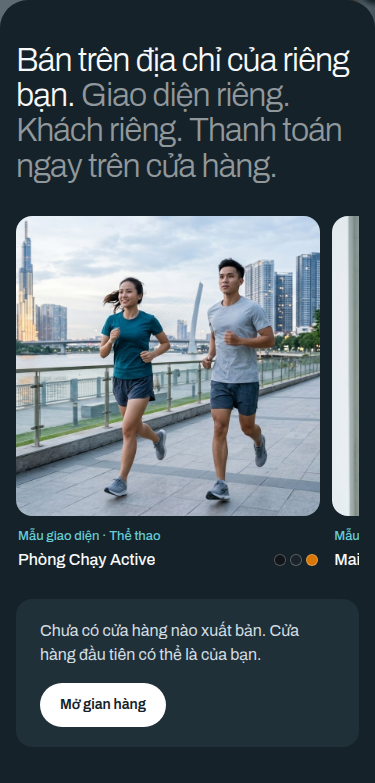 Bán trên địa chỉ của riêng
bạn. Giao diện riêng.
Khách riêng. Thanh toán
ngay trên cửa hàng.
Mẫu giao diện · Thể thao
Phòng Chạy Active
Mẫu
Mai
Chưa có cửa hàng nào xuất bản. Cửa
hàng đầu tiên có thể là của bạn.
Mở gian hàng